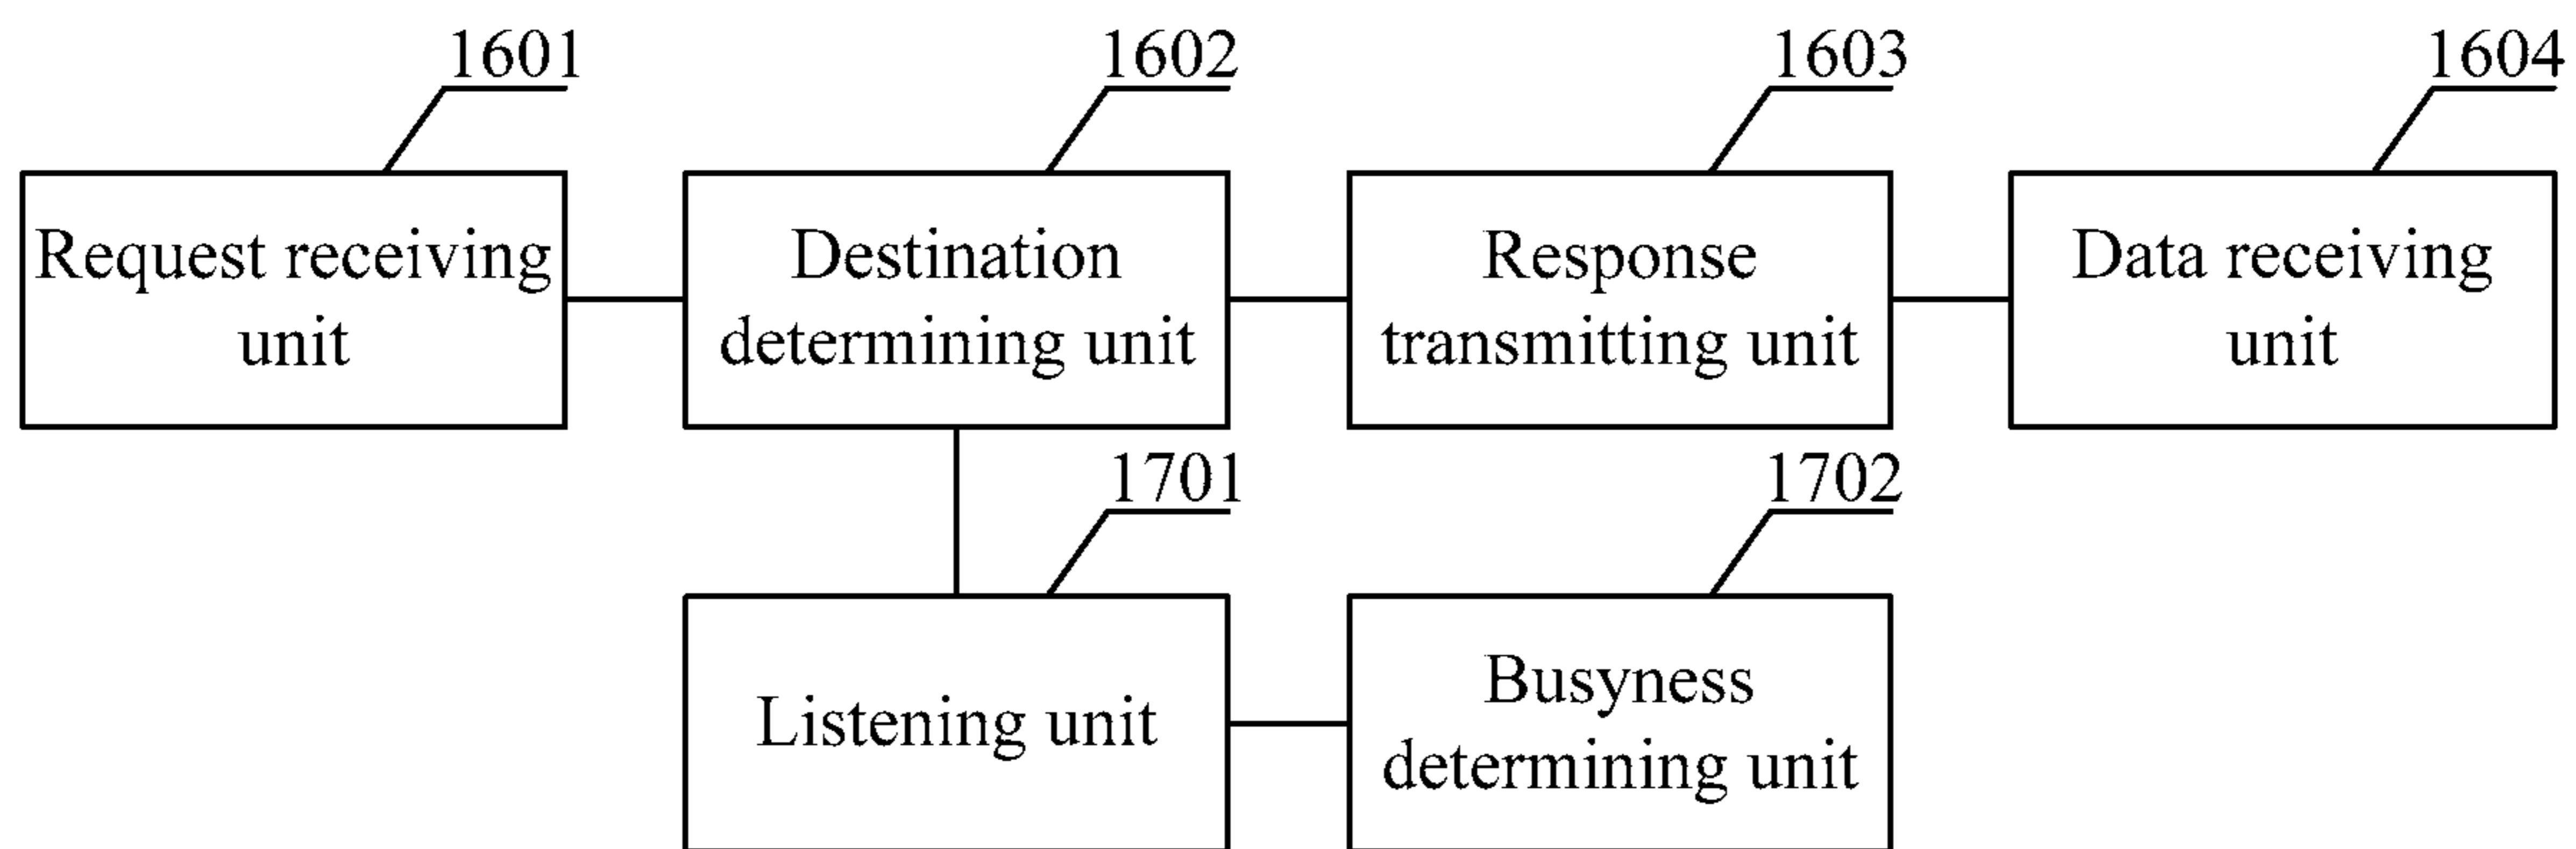 1601
1602
1603
1604
Request receiving
unit
Destination
determining unit
Response
transmitting unit
Data receiving
unit
1701
1702
Listening unit
Busyness
determining unit